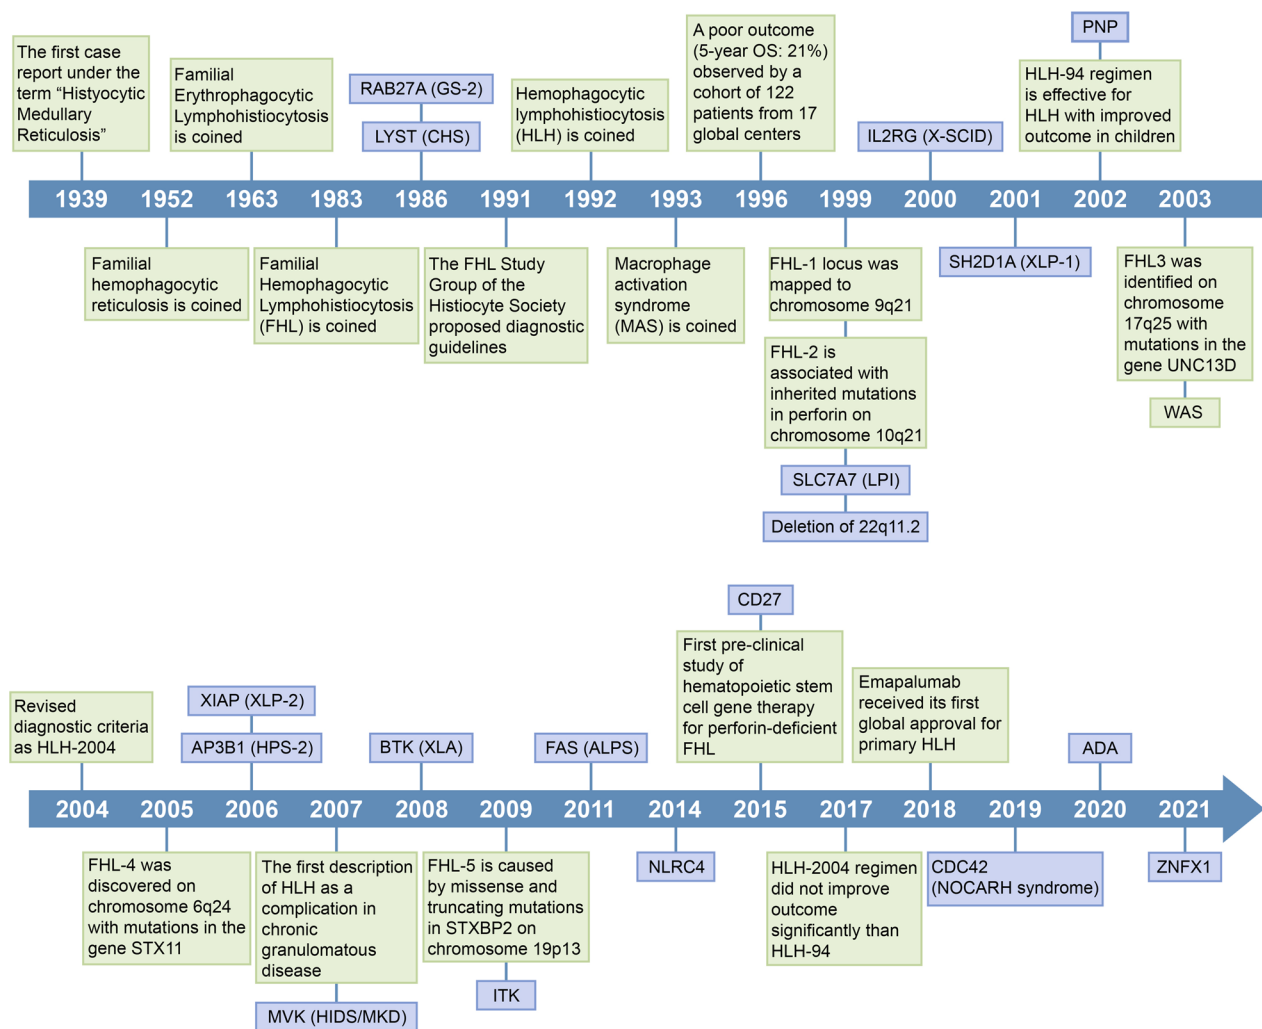 The first case
report under the
term “Histyocytic
Medullary
Reticulosis”
Familial
Erythrophagocytic
Lymphohistiocytosis
is coined
RAB27A (GS-2)
LYST (CHS)
Hemophagocytic
lymphohistiocytosis
(HLH) is coined
A poor outcome
(5-year OS: 21%)
observed by a
cohort of 122
patients from 17
global centers
IL2RG (X-SCID)
PNP
HLH-94 regimen
is effective for
HLH with improved
outcome in children
1939 1952 1963 1983 1986 1991 1992 1993 1996 1999 2000 2001 2002 2003
Familial
hemophagocytic
reticulosis is coined
Familial
Hemophagocytic
Lymphohistiocytosis
(FHL) is coined
The FHL Study
Group of the
Histiocyte Society
proposed diagnostic
guidelines
Macrophage
activation
syndrome
(MAS) is coined
FHL-1 locus was
mapped to
chromosome 9q21
FHL-2 is
associated with
inherited mutations
in perforin on
chromosome 10q21
SLC7A7 (LPI)
Deletion of 22q11.2
SH2D1A (XLP-1)
FHL3 was
identified on
chromosome
17q25 with
mutations in the
gene UNC13D
WAS
Revised
diagnostic criteria
as HLH-2004
XIAP (XLP-2)
AP3B1 (HPS-2)
BTK (XLA)
FAS (ALPS)
CD27
First pre-clinical
study of
hematopoietic stem
cell gene therapy
for perforin-deficient
FHL
Emapalumab
received its first
global approval for
primary HLH
ADA
2004 2005 2006 2007 2008 2009 2011 2014 2015 2017 2018 2019 2020 2021
FHL-4 was
discovered on
chromosome 6q24
with mutations in the
gene STX11
The first description
of HLH as a
complication in
chronic
granulomatous
disease
MVK (HIDS/MKD)
FHL-5 is caused
by missense and
truncating mutations
in STXBP2 on
chromosome 19p13
ITK
NLRC4
HLH-2004 regimen
did not improve
outcome
significantly than
HLH-94
CDC42
(NOCARH syndrome)
ZNFX1